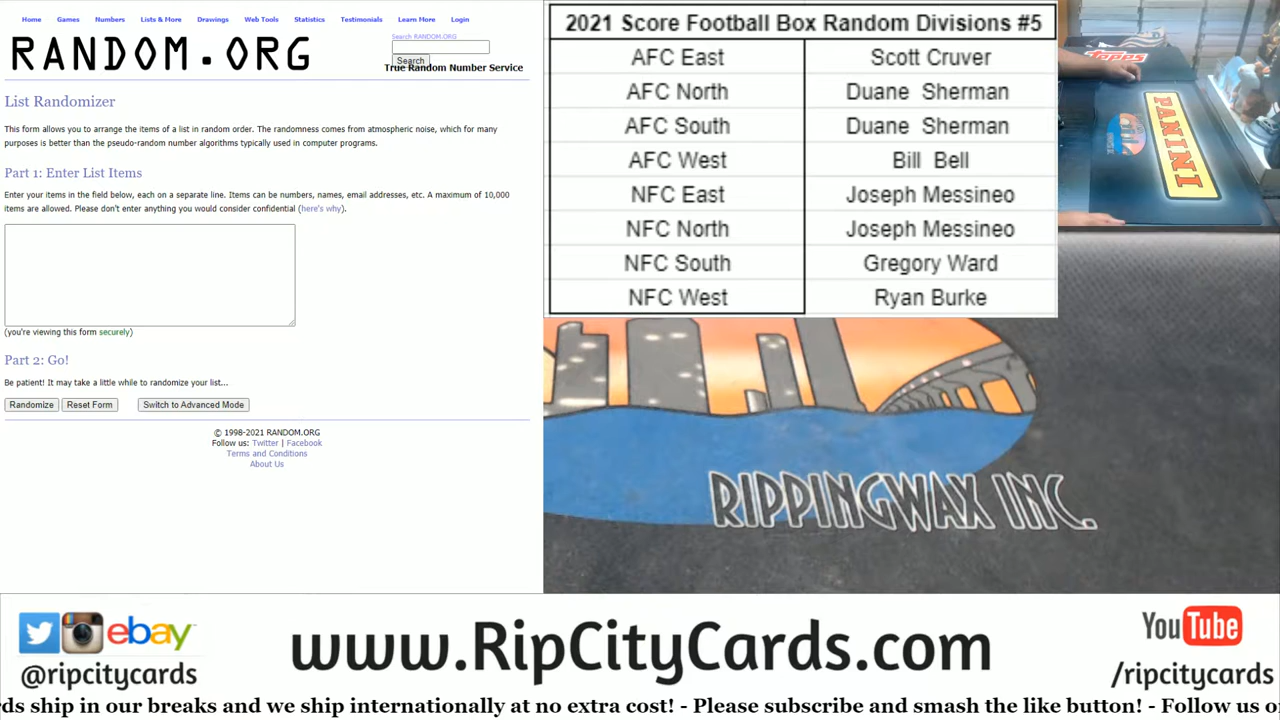 Home Games Numbers Lists & More Drawings Web Tools Statistics Testimonials Learn More Login
RANDOM.ORG
Search RANDOM.ORG
Search
True Random Number Service
List Randomizer
This form allows you to arrange the items of a list in random order. The randomness comes from atmospheric noise, which for many
purposes is better than the pseudo-random number algorithms typically used in computer programs.
Part 1: Enter List Items
Enter your items in the field below, each on a separate line. Items can be numbers, names, email addresses, etc. A maximum of 10,000
items are allowed. Please don't enter anything you would consider confidential (here's why).
(you're viewing this form securely)
Part 2: Go!
Be patient! It may take a little while to randomize your list...
Randomize Reset Form Switch to Advanced Mode
© 1998-2021 RANDOM.ORG
Follow us: Twitter | Facebook
Terms and Conditions
About Us
2021 Score Football Box Random Divisions #5
AFC East Scott Cruver
AFC North Duane Sherman
AFC South Duane Sherman
AFC West Bill Bell
NFC East Joseph Messineo
NFC North Joseph Messineo
NFC South Gregory Ward
NFC West Ryan Burke
Topps
PANINI
RIPPINGWAX INC.
ebay
@ripcitycards
www.RipCityCards.com
YouTube
/ripcitycards
ds ship in our breaks and we ship internationally at no extra cost! - Please subscribe and smash the like button! - Follow us o